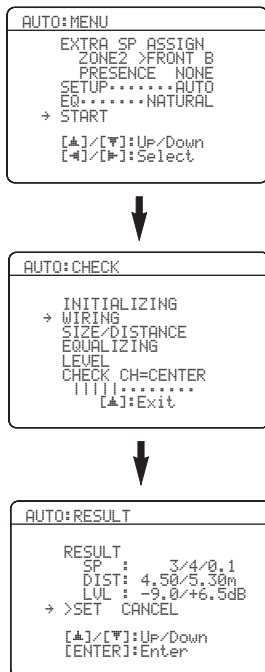 AUTO:MENU
EXTRA SP ASSIGN
ZONE2 >FRONT B
PRESENCE NONE
SETUP·······AUTO
EQ·······NATURAL
→ START
[▲]/[▼]:Up/Down
[◄]/[►]:Select
AUTO:CHECK
INITIALIZING
→ WIRING
SIZE/DISTANCE
EQUALIZING
LEVEL
CHECK CH=CENTER
|||||········
[▲]:Exit
AUTO:RESULT
RESULT
SP : 3/4/0.1
DIST: 4.50/5.30m
LVL : -9.0/+6.5dB
→ >SET CANCEL
[▲]/[▼]:Up/Down
[ENTER]:Enter